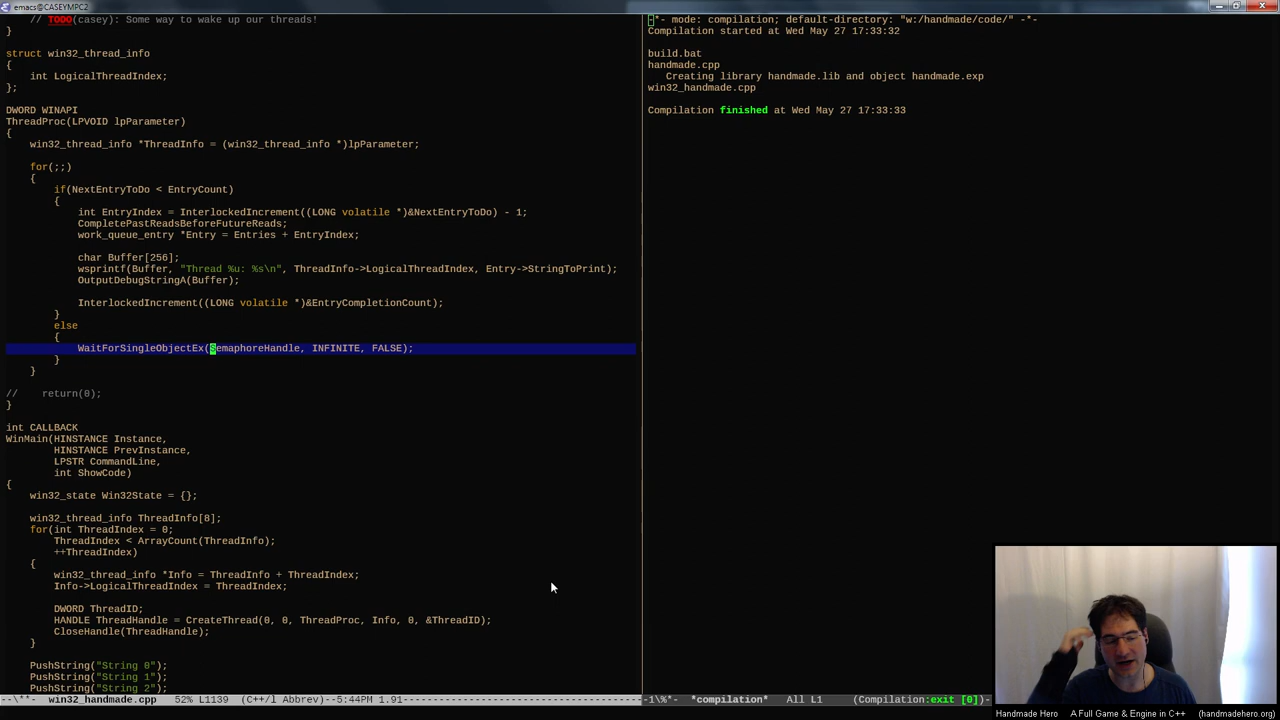 emacs@CASEYMPC2
// TODO(casey): Some way to wake up our threads!
}
struct win32_thread_info
{
int LogicalThreadIndex;
};
DWORD WINAPI
ThreadProc(LPVOID lpParameter)
{
win32_thread_info *ThreadInfo = (win32_thread_info *)lpParameter;
for(;;)
{
if(NextEntryToDo < EntryCount)
{
int EntryIndex = InterlockedIncrement((LONG volatile *)&NextEntryToDo) - 1;
CompletePastReadsBeforeFutureReads;
work_queue_entry *Entry = Entries + EntryIndex;
char Buffer[256];
wsprintf(Buffer, "Thread %u: %s\n", ThreadInfo->LogicalThreadIndex, Entry->StringToPrint);
OutputDebugStringA(Buffer);
InterlockedIncrement((LONG volatile *)&EntryCompletionCount);
}
else
{
WaitForSingleObjectEx(SemaphoreHandle, INFINITE, FALSE);
}
}
// return(0);
}
int CALLBACK
WinMain(HINSTANCE Instance,
HINSTANCE PrevInstance,
LPSTR CommandLine,
int ShowCode)
{
win32_state Win32State = {};
win32_thread_info ThreadInfo[8];
for(int ThreadIndex = 0;
ThreadIndex < ArrayCount(ThreadInfo);
++ThreadIndex)
{
win32_thread_info *Info = ThreadInfo + ThreadIndex;
Info->LogicalThreadIndex = ThreadIndex;
DWORD ThreadID;
HANDLE ThreadHandle = CreateThread(0, 0, ThreadProc, Info, 0, &ThreadID);
CloseHandle(ThreadHandle);
}
PushString("String 0");
PushString("String 1");
PushString("String 2");
--\**- win32_handmade.cpp 52% L1139 (C++/l Abbrev)--5:44PM 1.91
-*- mode: compilation; default-directory: "w:/handmade/code/" -*-
Compilation started at Wed May 27 17:33:32
build.bat
handmade.cpp
Creating library handmade.lib and object handmade.exp
win32_handmade.cpp
Compilation finished at Wed May 27 17:33:33
-1\%*- *compilation* All L1 (Compilation:exit [0])-
Handmade Hero A Full Game & Engine in C++ (handmadehero.org)